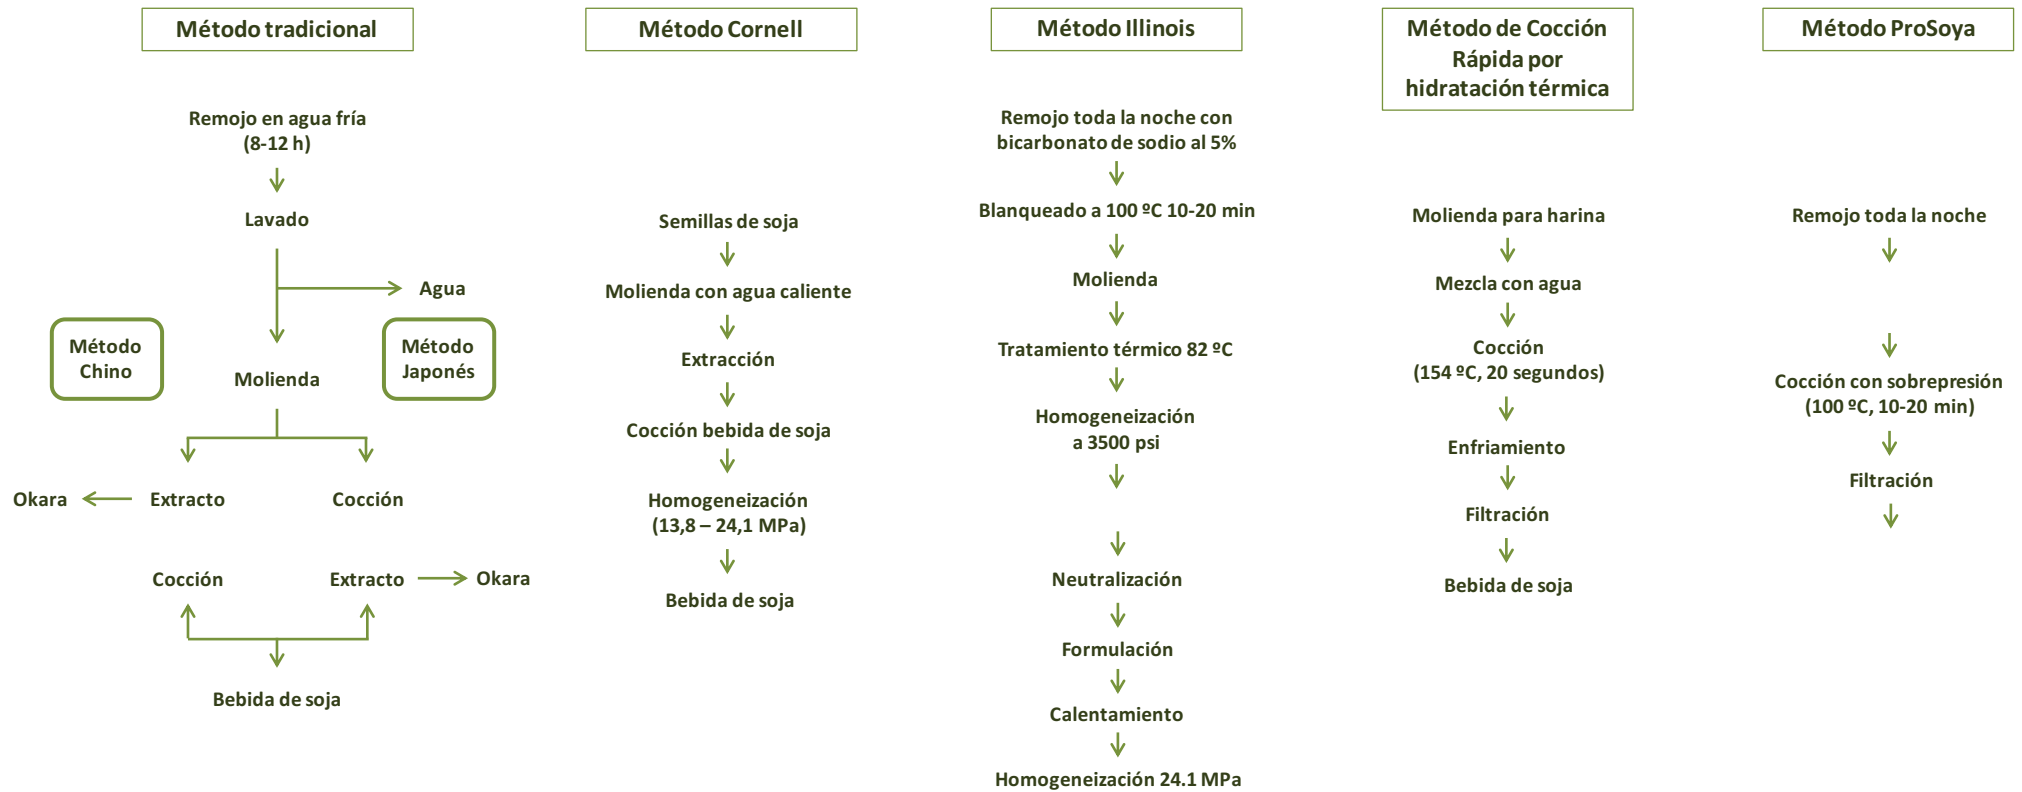 Método tradicional
Remojo en agua fría
(8-12 h)
Lavado
Agua
Método
Chino
Método
Japonés
Molienda
Okara
Extracto
Cocción
Cocción
Extracto
Okara
Bebida de soja
Método Cornell
Semillas de soja
Molienda con agua caliente
Extracción
Cocción bebida de soja
Homogeneización
(13,8 – 24,1 MPa)
Bebida de soja
Método Illinois
Remojo toda la noche con
bicarbonato de sodio al 5%
Blanqueado a 100 ºC 10-20 min
Molienda
Tratamiento térmico 82 ºC
Homogeneización
a 3500 psi
Neutralización
Formulación
Calentamiento
Homogeneización 24.1 MPa
Método de Cocción
Rápida por
hidratación térmica
Molienda para harina
Mezcla con agua
Cocción
(154 ºC, 20 segundos)
Enfriamiento
Filtración
Bebida de soja
Método ProSoya
Remojo toda la noche
Cocción con sobrepresión
(100 ºC, 10-20 min)
Filtración